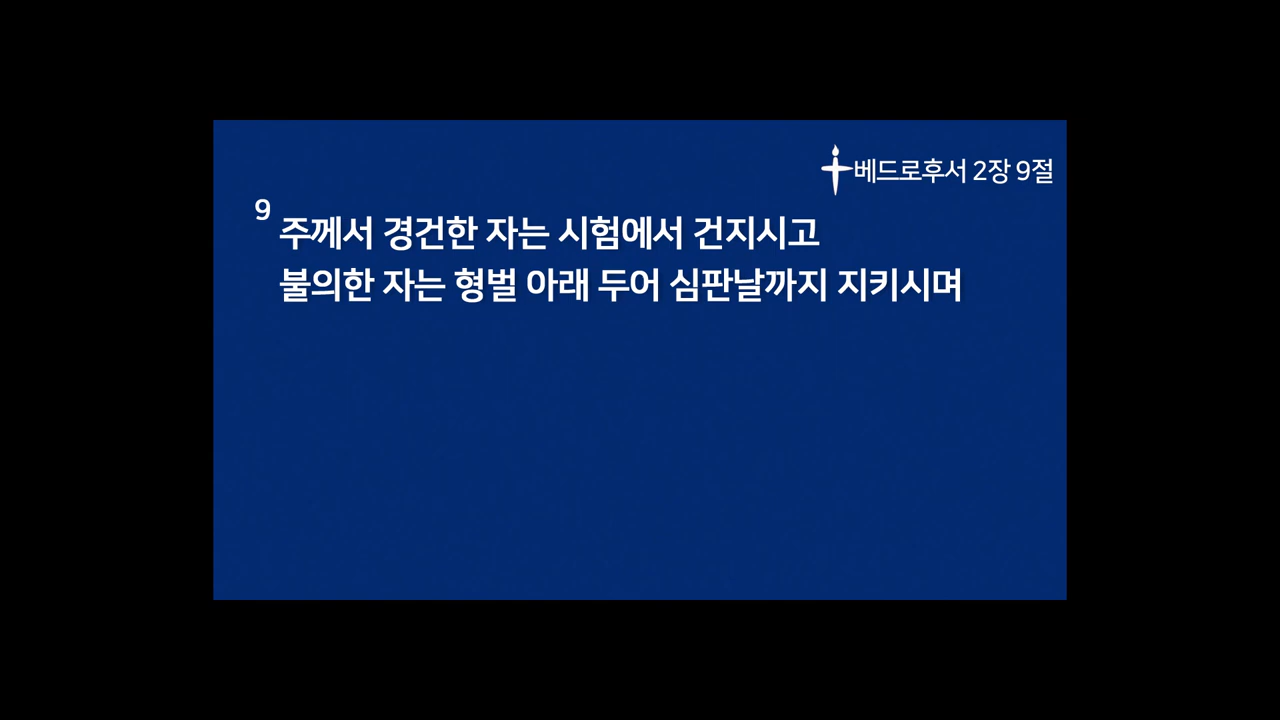 베드로후서 2장 9절
9 주께서 경건한 자는 시험에서 건지시고
불의한 자는 형벌 아래 두어 심판날까지 지키시며